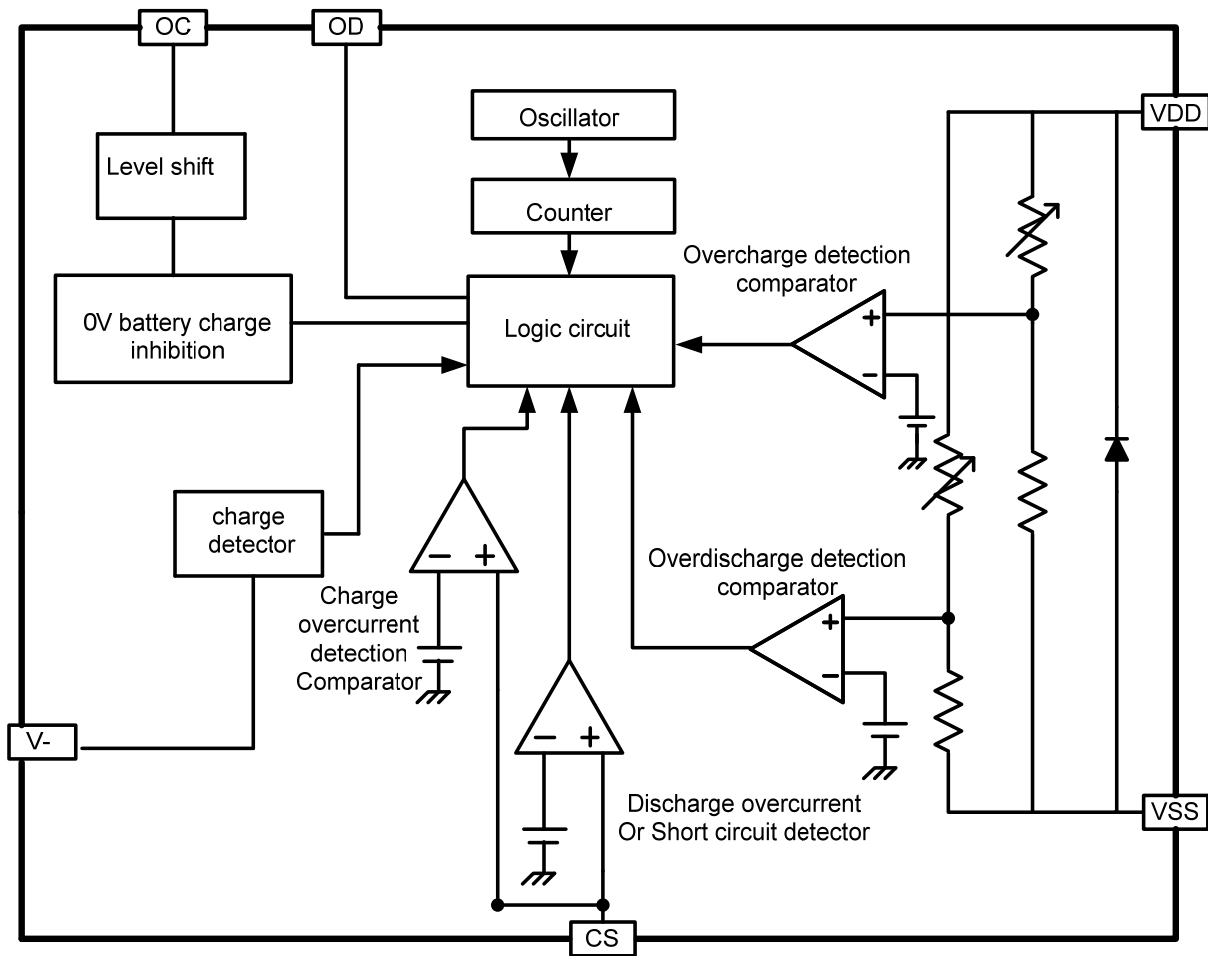 OC
OD
VDD
Oscillator
Level shift
Counter
Overcharge detection
comparator
0V battery charge
inhibition
Logic circuit
+
-
charge
detector
- +
Overdischarge detection
comparator
Charge
overcurrent
detection
Comparator
+
-
V-
- +
Discharge overcurrent
Or Short circuit detector
VSS
CS